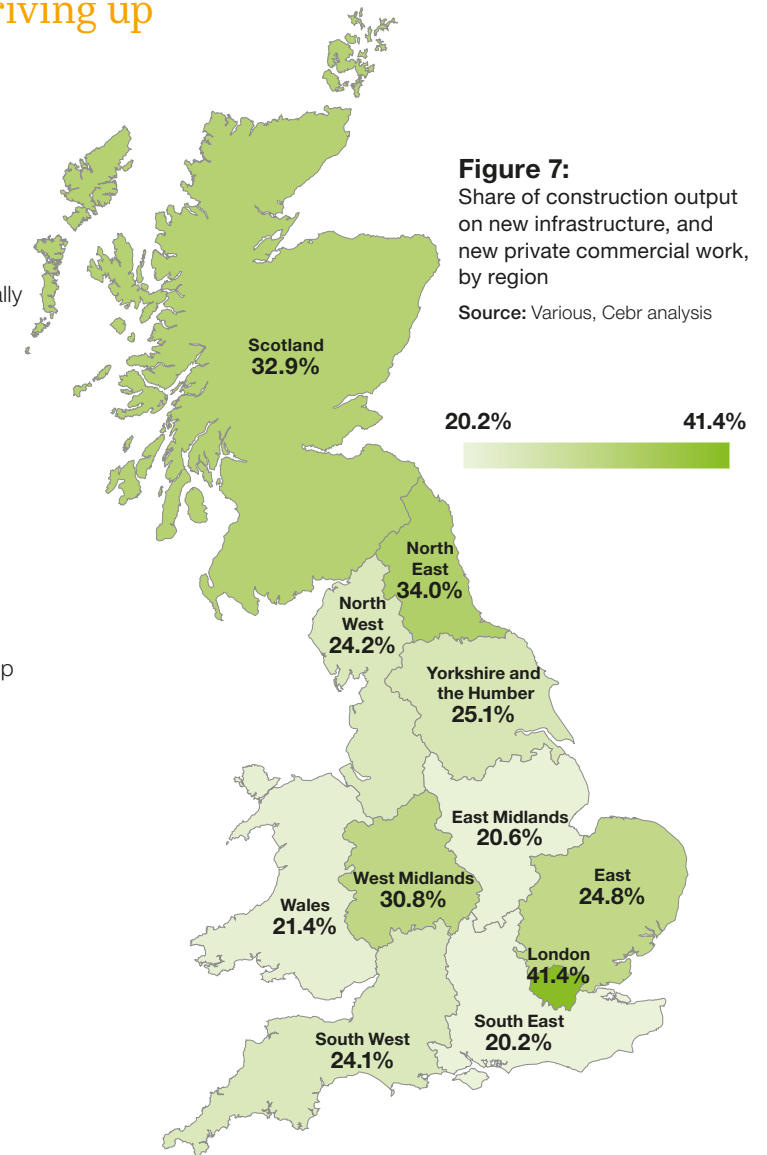 riving up
Figure 7:
Share of construction output
on new infrastructure, and
new private commercial work,
by region
Source: Various, Cebr analysis
ally
Scotland
32.9%
20.2% 41.4%
North
East
34.0%
North
West
24.2%
p
Yorkshire and
the Humber
25.1%
East Midlands
20.6%
West Midlands
30.8%
East
24.8%
Wales
21.4%
London
41.4%
South East
20.2%
South West
24.1%